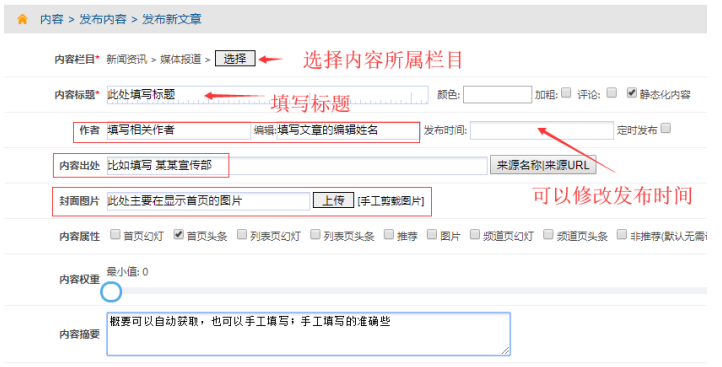 内容 > 发布内容 > 发布新文章
内容栏目* 新闻资讯 > 媒体报道 > 选择 选择内容所属栏目
内容标题* 此处填写标题 颜色: 加粗: 评论: 静态化内容
填写标题
作者 填写相关作者 编辑:填写文章的编辑姓名 发布时间: 定时发布
内容出处 比如填写 某某宣传部 来源名称|来源URL
可以修改发布时间
封面图片 此处主要在显示首页的图片 上传 [手工剪裁图片]
内容属性 首页幻灯 首页头条 列表页幻灯 列表页头条 推荐 图片 频道页幻灯 频道页头条 非推荐(默认无需
内容权重 最小值: 0
内容摘要 概要可以自动获取，也可以手工填写；手工填写的准确些